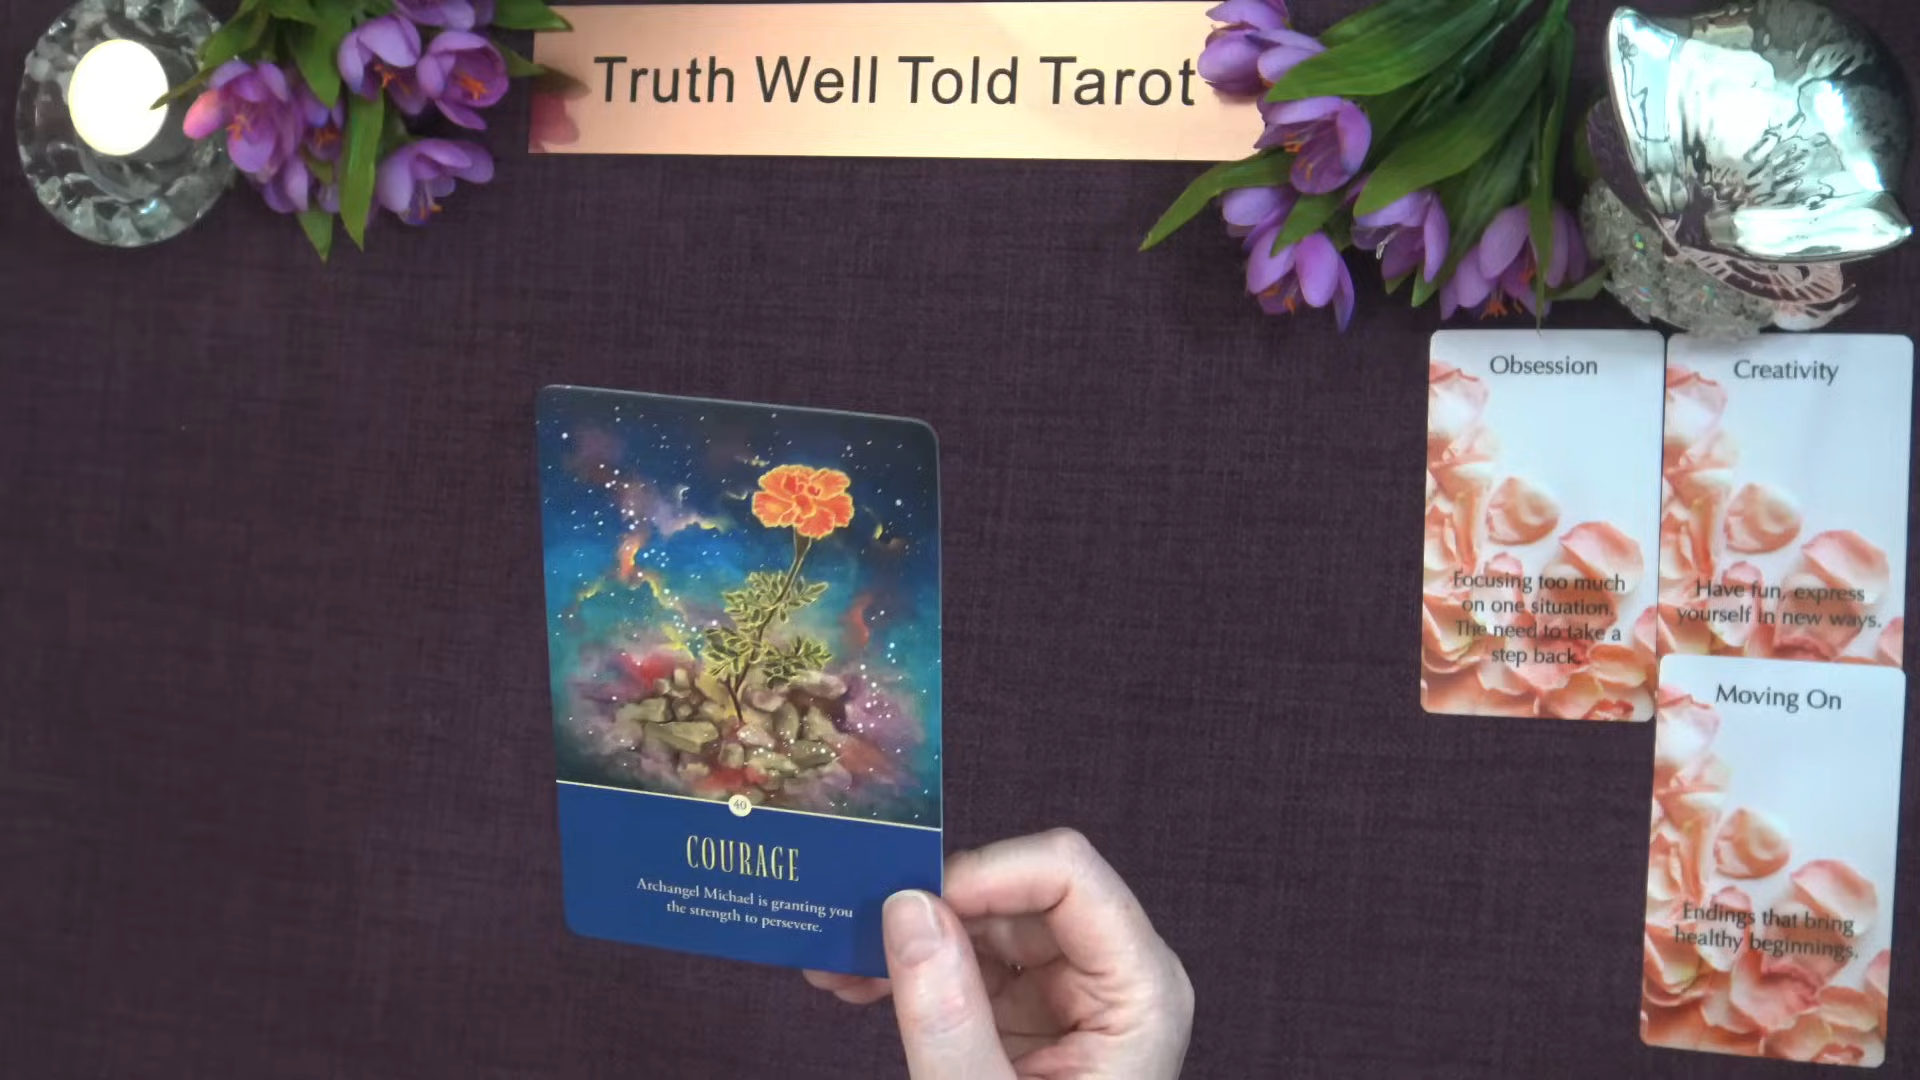 Truth Well Told Tarot
Obsession
Focusing too much
on one situation.
The need to take a
step back.
Creativity
Have fun, express
yourself in new ways.
Moving On
Endings that bring
healthy beginnings.
40
COURAGE
Archangel Michael is granting you
the strength to persevere.